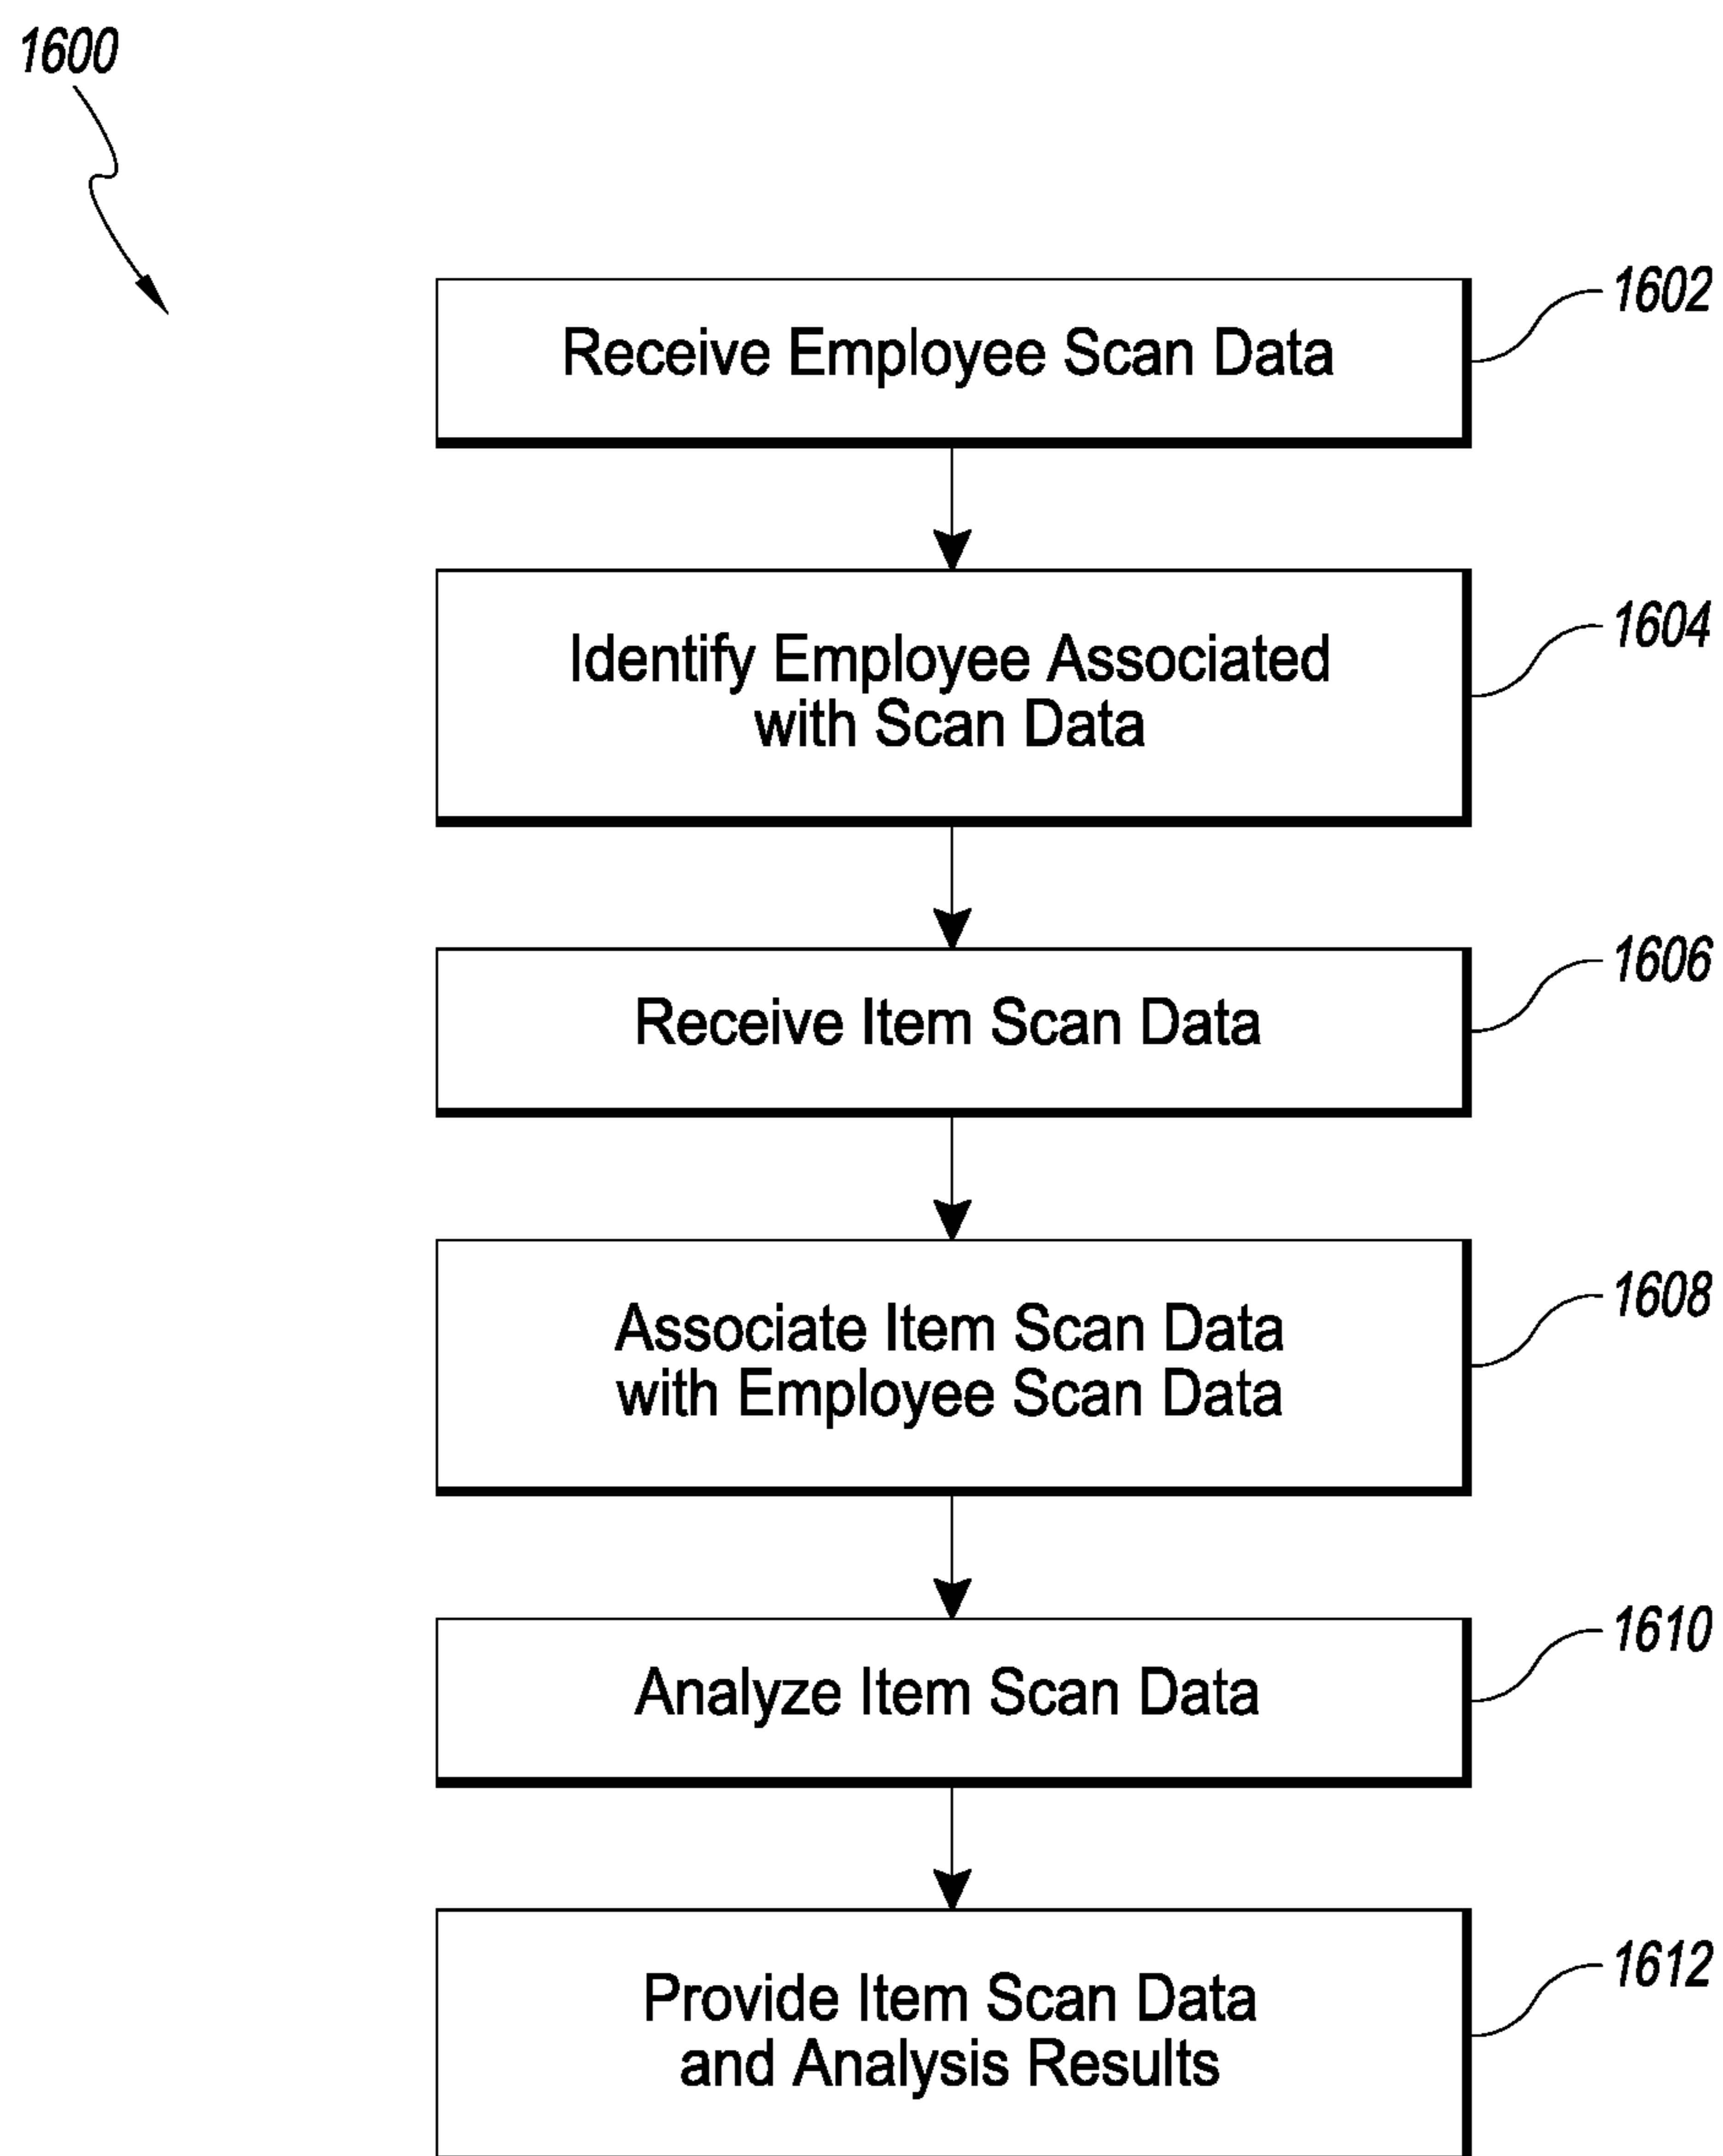 1600
Receive Employee Scan Data
1602
Identify Employee Associated
with Scan Data
1604
Receive Item Scan Data
1606
Associate Item Scan Data
with Employee Scan Data
1608
Analyze Item Scan Data
1610
Provide Item Scan Data
and Analysis Results
1612